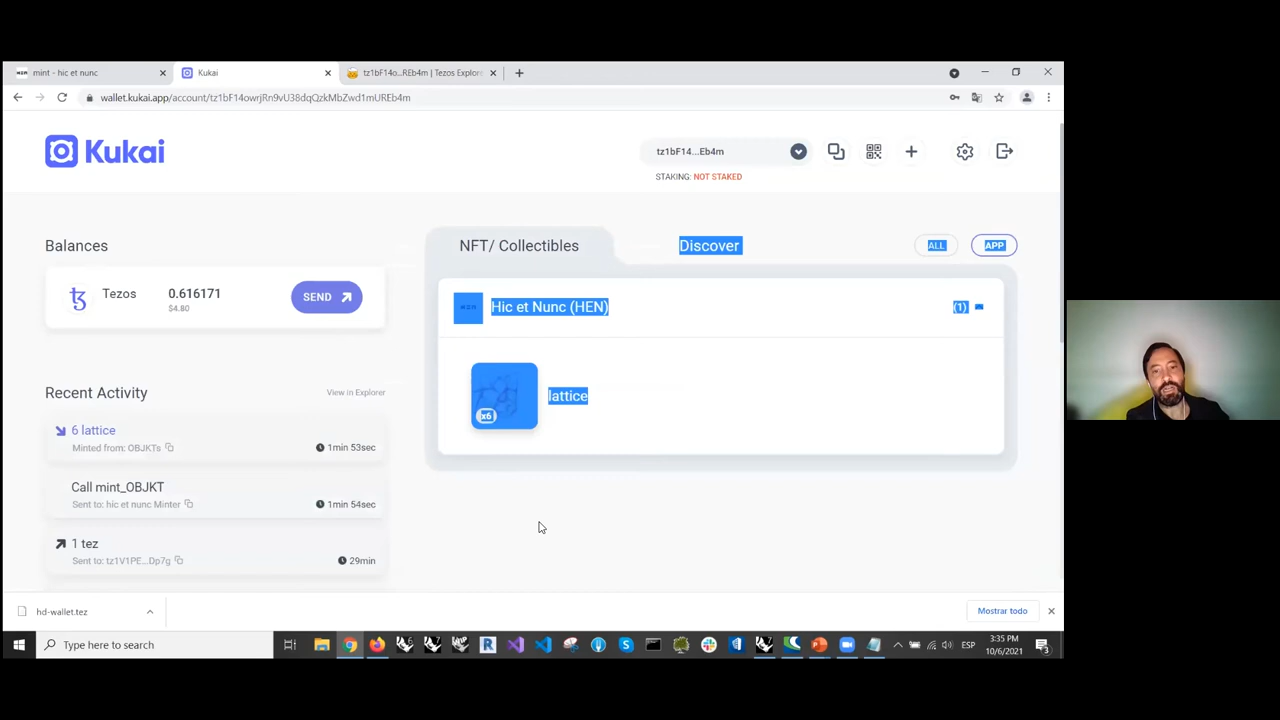 mint - hic et nunc
Kukai
tz1bF14o...REb4m | Tezos Explor
wallet.kukai.app/account/tz1bF14owrjRn9vU38dqQzkMbZwd1mUREb4m
Kukai
tz1bF14...Eb4m
STAKING: NOT STAKED
Balances
Tezos
0.616171
$4.80
SEND
NFT/ Collectibles
Discover
ALL
APP
Hic et Nunc (HEN)
(1)
x6
lattice
Recent Activity
View in Explorer
6 lattice
Minted from: OBJKTs
1min 53sec
Call mint_OBJKT
Sent to: hic et nunc Minter
1min 54sec
1 tez
Sent to: tz1V1PE...Dp7g
29min
hd-wallet.tez
Mostrar todo
Type here to search
ESP
3:35 PM
10/6/2021
3